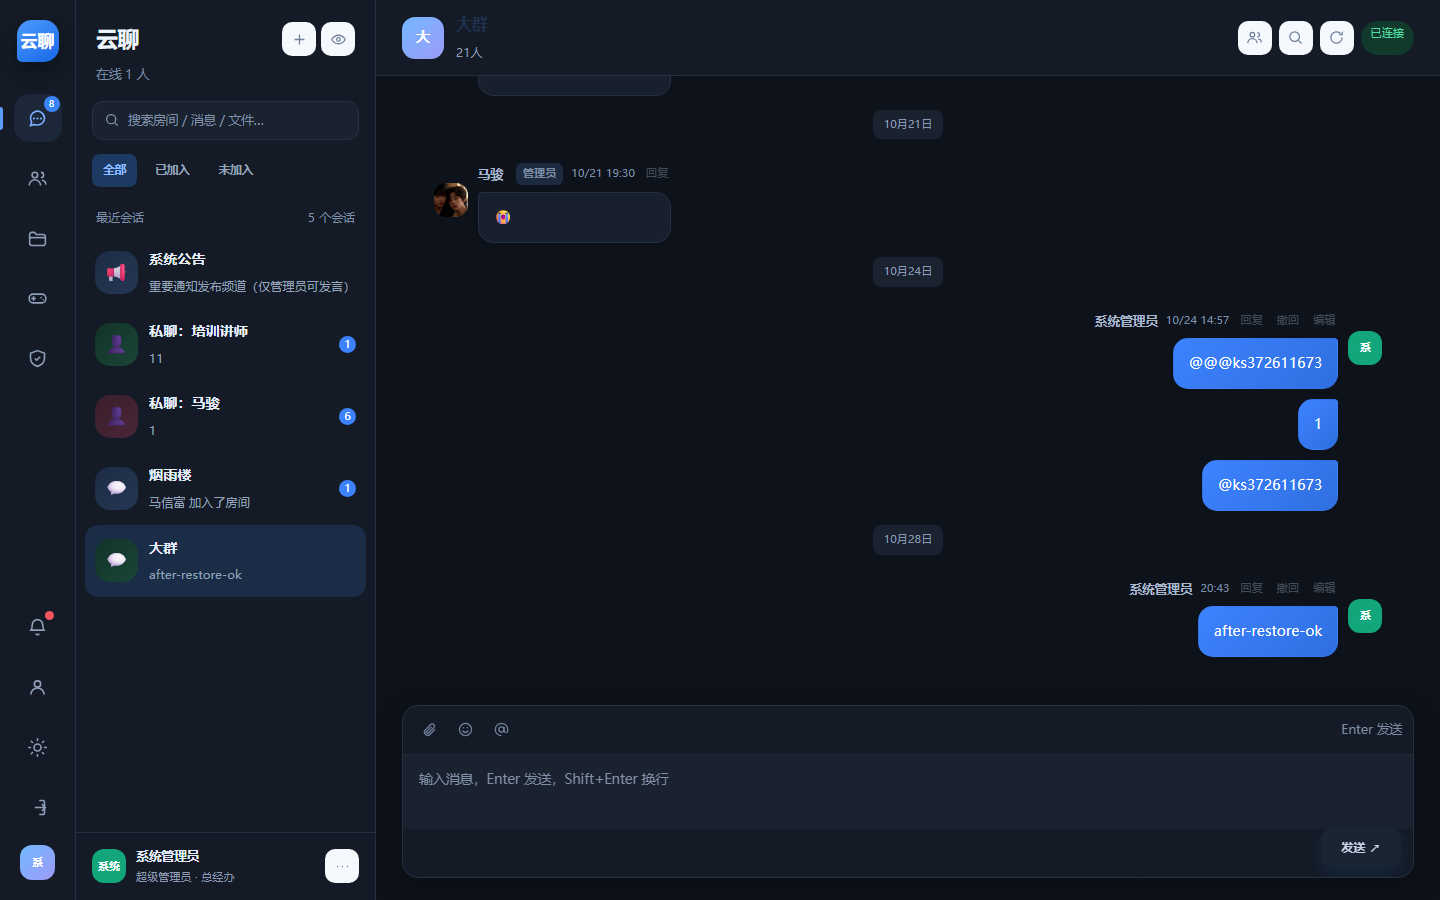 云聊
8
系
云聊
在线 1 人
搜索房间 / 消息 / 文件...
全部
已加入
未加入
最近会话
5 个会话
系统公告
重要通知发布频道（仅管理员可发言）
私聊：培训讲师
11
1
私聊：马骏
1
6
烟雨楼
马信富 加入了房间
1
大群
after-restore-ok
系统
系统管理员
超级管理员 · 总经办
···
大
大群
21人
已连接
10月21日
马骏 管理员 10/21 19:30 回复
10月24日
系统管理员 10/24 14:57 回复 撤回 编辑
系
@@@ks372611673
1
@ks372611673
10月28日
系统管理员 20:43 回复 撤回 编辑
系
after-restore-ok
Enter 发送
输入消息，Enter 发送，Shift+Enter 换行
发送 ↗